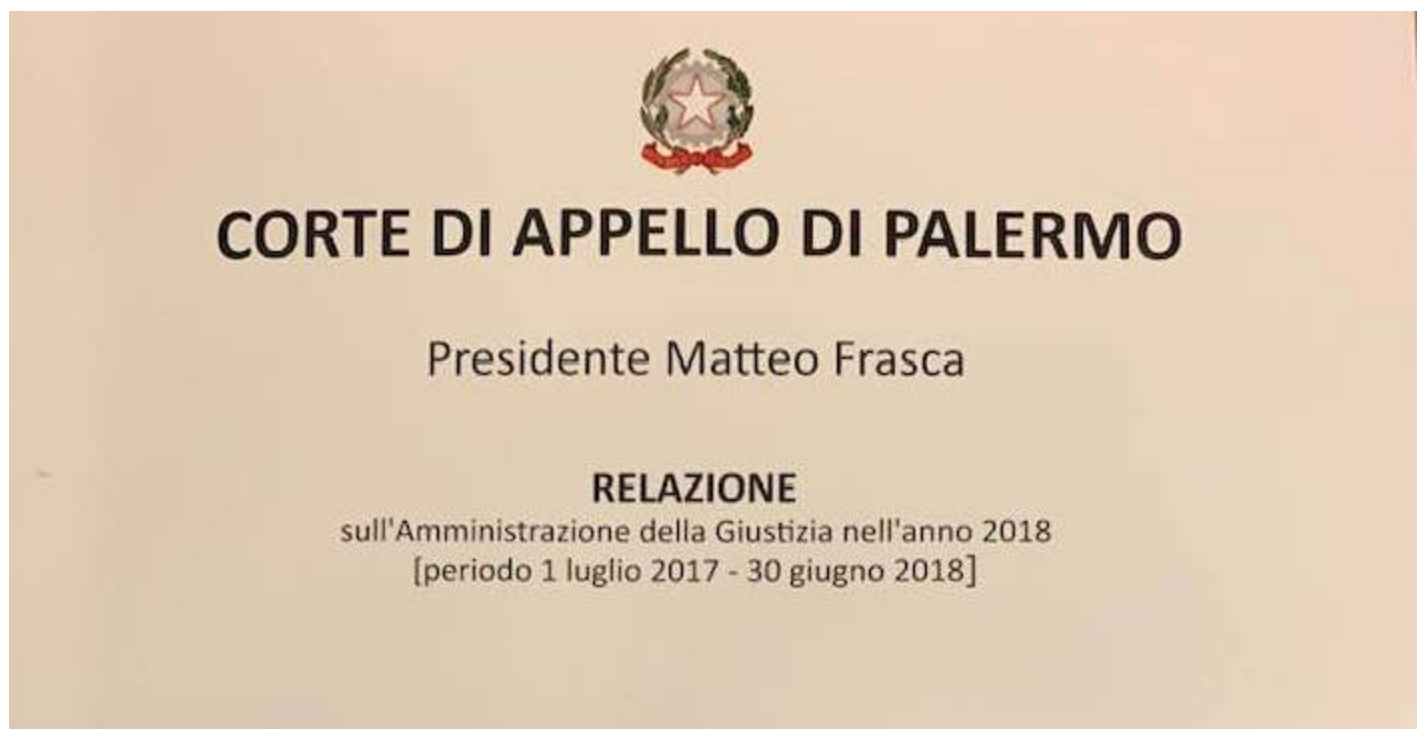 CORTE DI APPELLO DI PALERMO
Presidente Matteo Frasca
RELAZIONE
sull'Amministrazione della Giustizia nell'anno 2018
[periodo 1 luglio 2017 - 30 giugno 2018]